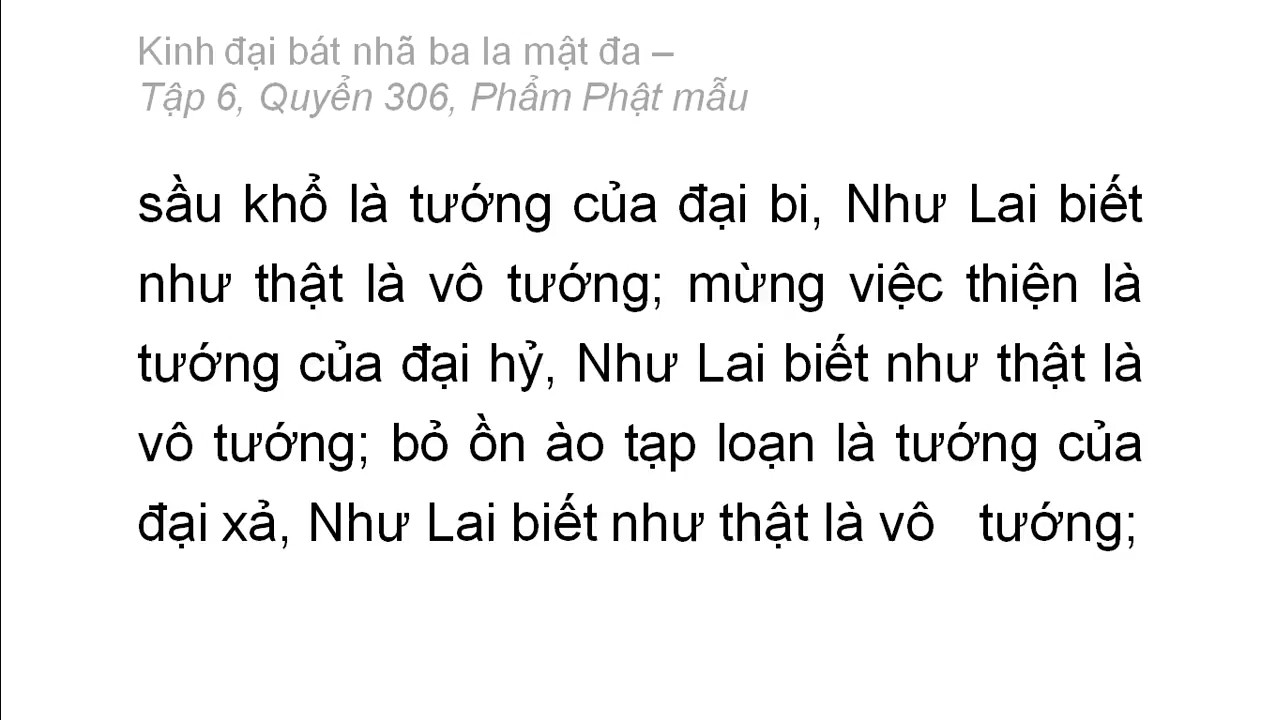 Kinh đại bát nhã ba la mật đa –
Tập 6, Quyển 306, Phẩm Phật mẫu
sầu khổ là tướng của đại bi, Như Lai biết
như thật là vô tướng; mừng việc thiện là
tướng của đại hỷ, Như Lai biết như thật là
vô tướng; bỏ ồn ào tạp loạn là tướng của
đại xả, Như Lai biết như thật là vô tướng;